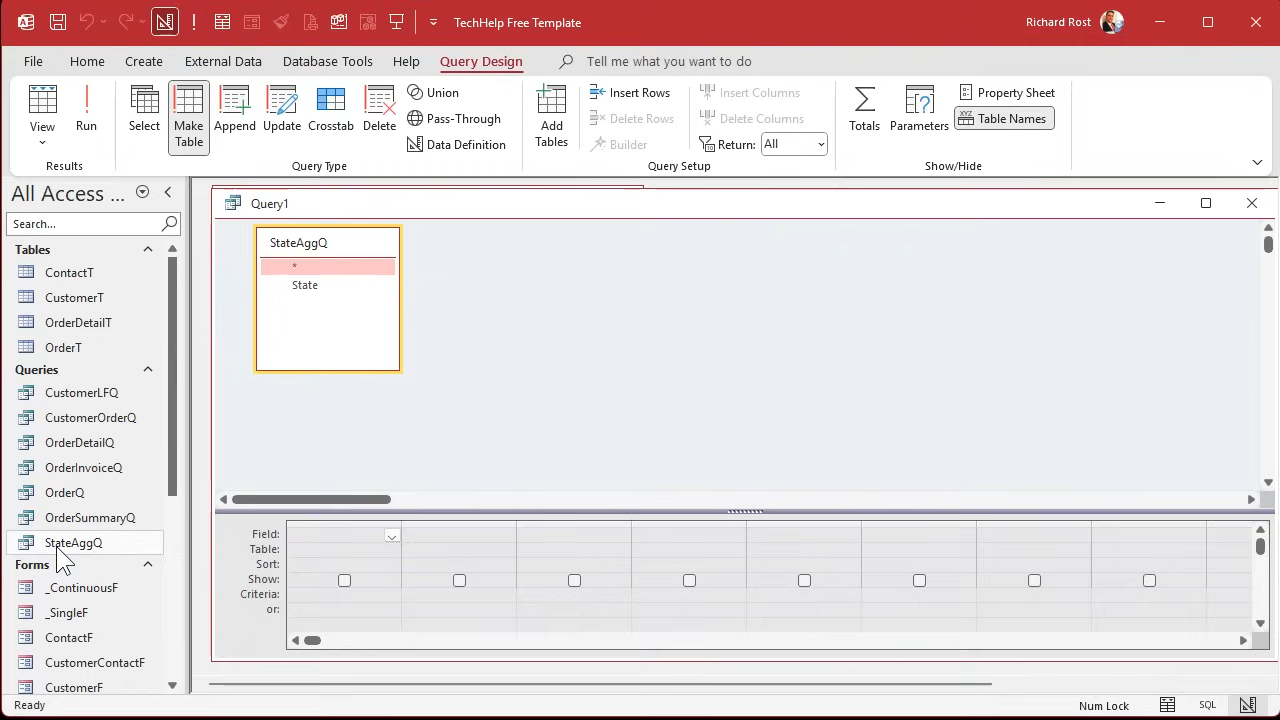 TechHelp Free Template
Richard Rost
File Home Create External Data Database Tools Help Query Design Tell me what you want to do
View
Run
Results
Select
Make Table
Append
Update
Crosstab
Delete
Union
Pass-Through
Data Definition
Query Type
Add Tables
Insert Rows
Delete Rows
Builder
Insert Columns
Delete Columns
Return: All
Query Setup
Totals
Parameters
Property Sheet
XYZ Table Names
Show/Hide
All Access ...
Search...
Tables
ContactT
CustomerT
OrderDetailT
OrderT
Queries
CustomerLFQ
CustomerOrderQ
OrderDetailQ
OrderInvoiceQ
OrderQ
OrderSummaryQ
StateAggQ
Forms
_ContinuousF
_SingleF
ContactF
CustomerContactF
CustomerF
Query1
StateAggQ
*
State
Field:
Table:
Sort:
Show:
Criteria:
or:
Ready
Num Lock
SQL